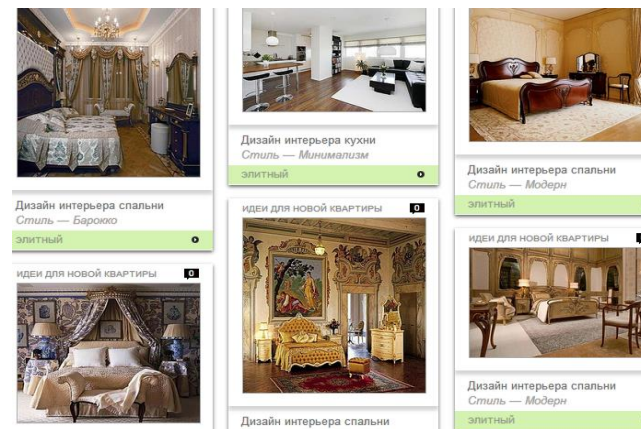 Дизайн интерьера спальни
Стиль — Барокко
элитный
ИДЕИ ДЛЯ НОВОЙ КВАРТИРЫ 0
Дизайн интерьера кухни
Стиль — Минимализм
элитный
ИДЕИ ДЛЯ НОВОЙ КВАРТИРЫ 0
Дизайн интерьера спальни
Дизайн интерьера спальни
Стиль — Модерн
элитный
ИДЕИ ДЛЯ НОВОЙ КВАРТИРЫ
Дизайн интерьера спальни
Стиль — Модерн
элитный